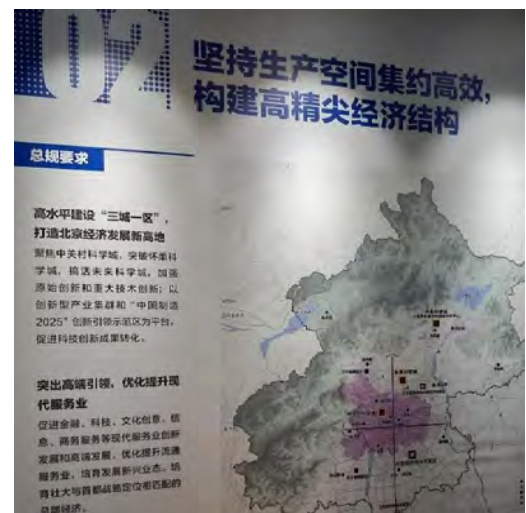 02
坚持生产空间集约高效，
构建高精尖经济结构
总规要求
高水平建设“三城一区”，
打造北京经济发展新高地
聚焦中关村科学城，突破怀柔科
学城，搞活未来科学城，加强
原始创新和重大技术创新；以
创新型产业集群和“中国制造
2025”创新引领示范区为平台，
促进科技创新成果转化。
突出高端引领，优化提升现
代服务业
促进金融、科技、文化创意、信
息、商务服务等现代服务业创新
发展和高端发展，优化提升流通
服务业，培育发展新兴业态。培
育壮大与首都战略定位相匹配的
总部经济。